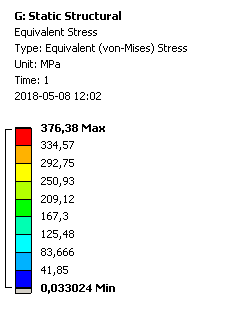 G: Static Structural
Equivalent Stress
Type: Equivalent (von-Mises) Stress
Unit: MPa
Time: 1
2018-05-08 12:02
376,38 Max
334,57
292,75
250,93
209,12
167,3
125,48
83,666
41,85
0,033024 Min